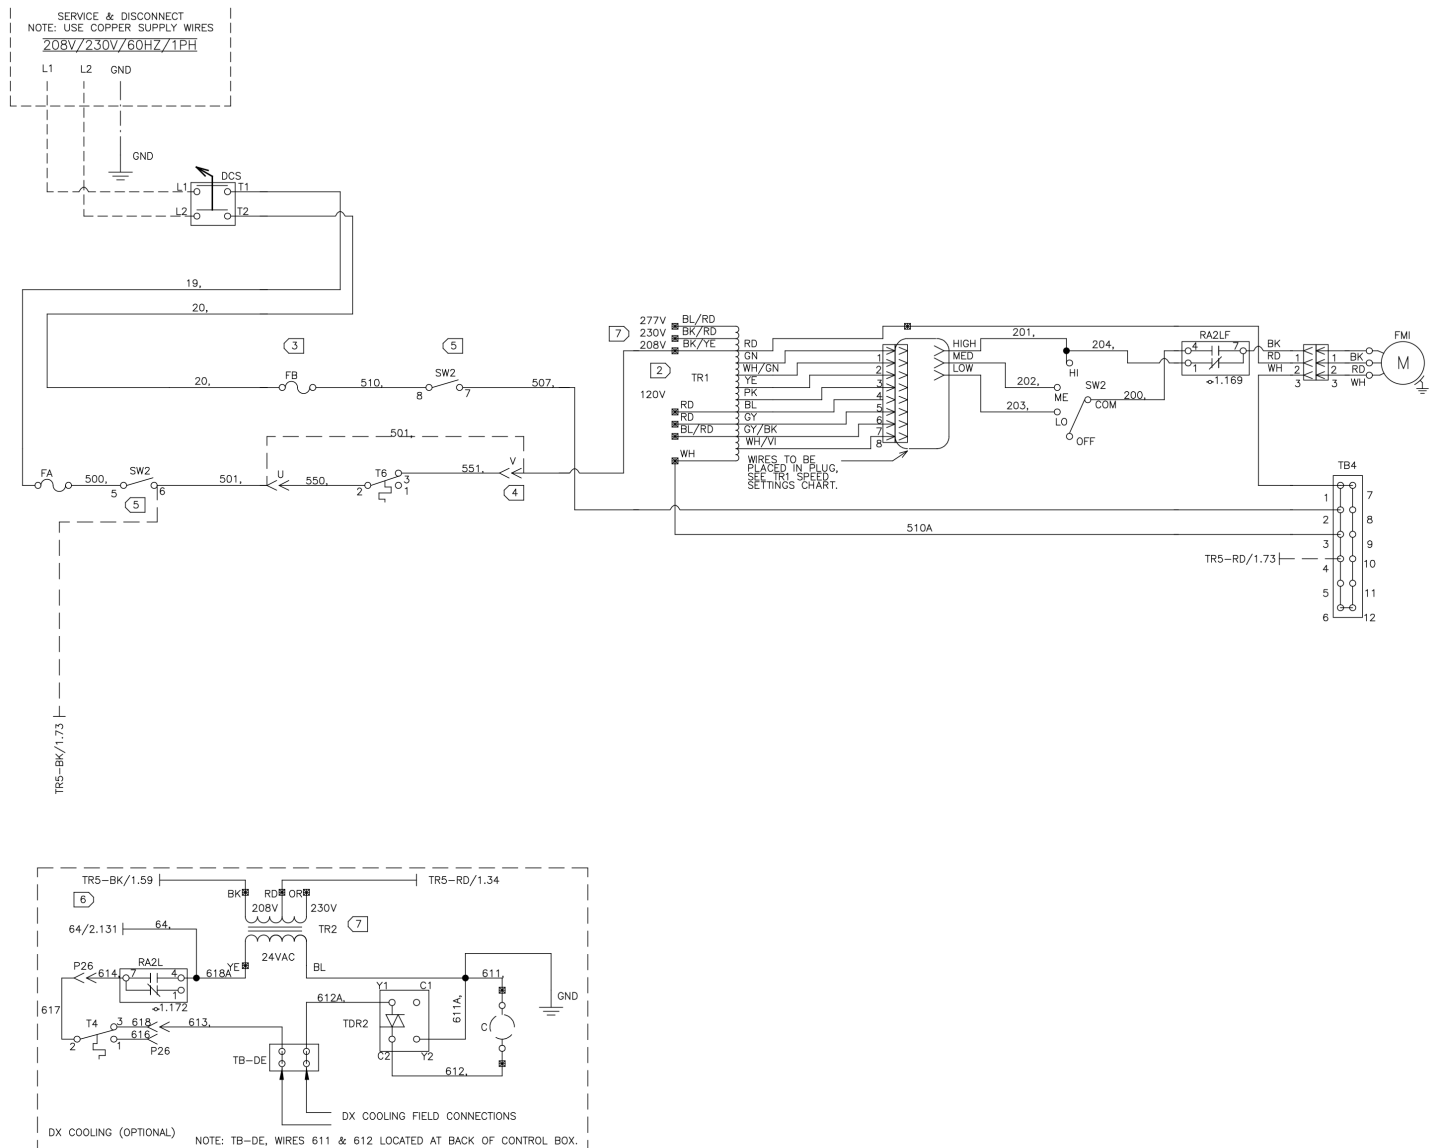 SERVICE & DISCONNECT
NOTE: USE COPPER SUPPLY WIRES
208V/230V/60HZ/1PH
L1 L2 GND
GND
DCS
L1 T1
L2 T2
19,
20,
3 5
FB SW2
20, 510, 507,
8 7
501,
FA SW2 U T6 V
500, 501, 550, 551,
5 6 2 3 1
5 4
TR5-BK/1.73
7
277V BL/RD
230V BK/RD
208V BK/YE
2
TR1
120V
RD
RD
BL/RD
WH
RD
GN
WH/GN
YE
PK
BL
GY
GY/BK
WH/VI
1
2
3
4
5
6
7
8
WIRES TO BE
PLACED IN PLUG,
SEE TR1 SPEED
SETTINGS CHART.
HIGH
MED
LOW
201,
202,
203,
204,
HI
ME
LO
OFF
SW2
COM
200,
RA2LF
4 7
1
1.169
BK
RD
WH
1 1
2 2
3 3
BK
RD
WH
FMI
M
510A
TR5-RD/1.73
TB4
1 7
2 8
3 9
4 10
5 11
6 12
TR5-BK/1.59 TR5-RD/1.34
6
BK RD OR
208V 230V
TR2 7
24VAC
64/2.131 64,
YE BL
P26 RA2L
614, 7 4 618A
1
1.172
617
T4 3 618 613,
616
2 1 P26
612A,
Y1 C1
TDR2
C2 Y2
611A,
611,
C
GND
612,
TB-DE
DX COOLING FIELD CONNECTIONS
DX COOLING (OPTIONAL)
NOTE: TB-DE, WIRES 611 & 612 LOCATED AT BACK OF CONTROL BOX.